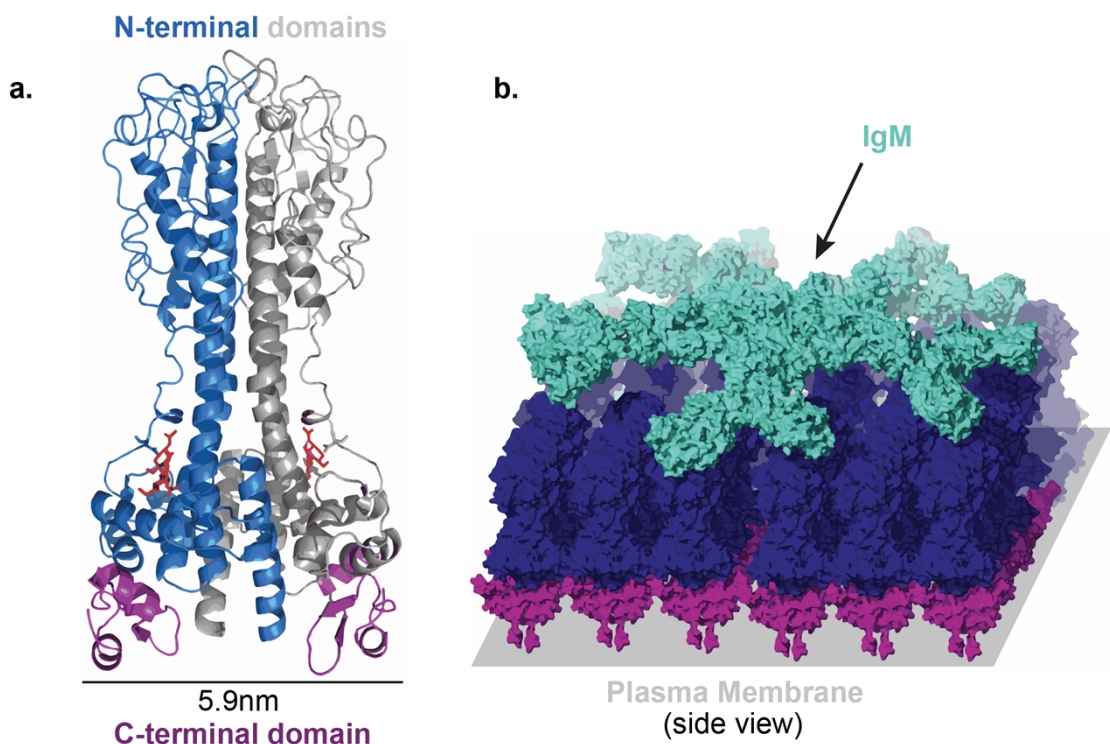 N-terminal domains
a.
b.
IgM
5.9nm
C-terminal domain
Plasma Membrane
(side view)